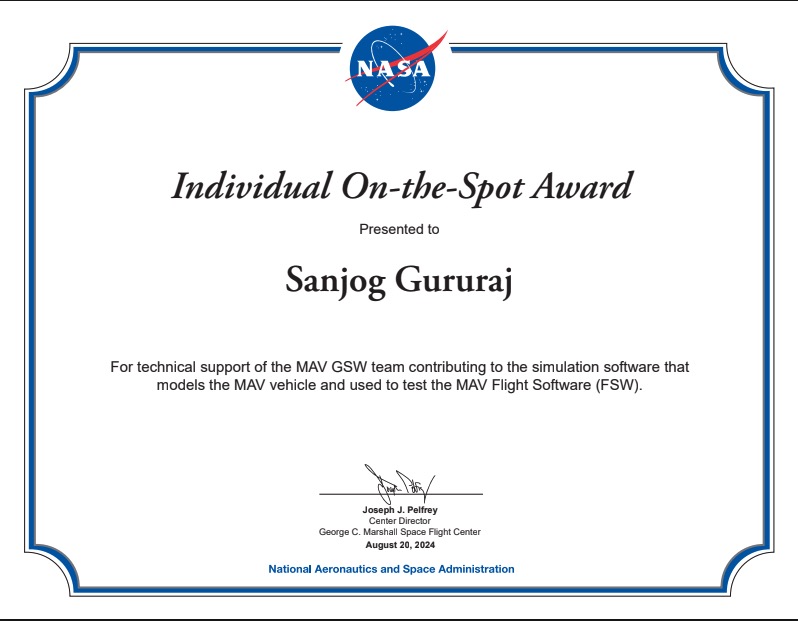 NASA
Individual On-the-Spot Award
Presented to
Sanjog Gururaj
For technical support of the MAV GSW team contributing to the simulation software that
models the MAV vehicle and used to test the MAV Flight Software (FSW).
Joseph J. Pelfrey
Center Director
George C. Marshall Space Flight Center
August 20, 2024
National Aeronautics and Space Administration